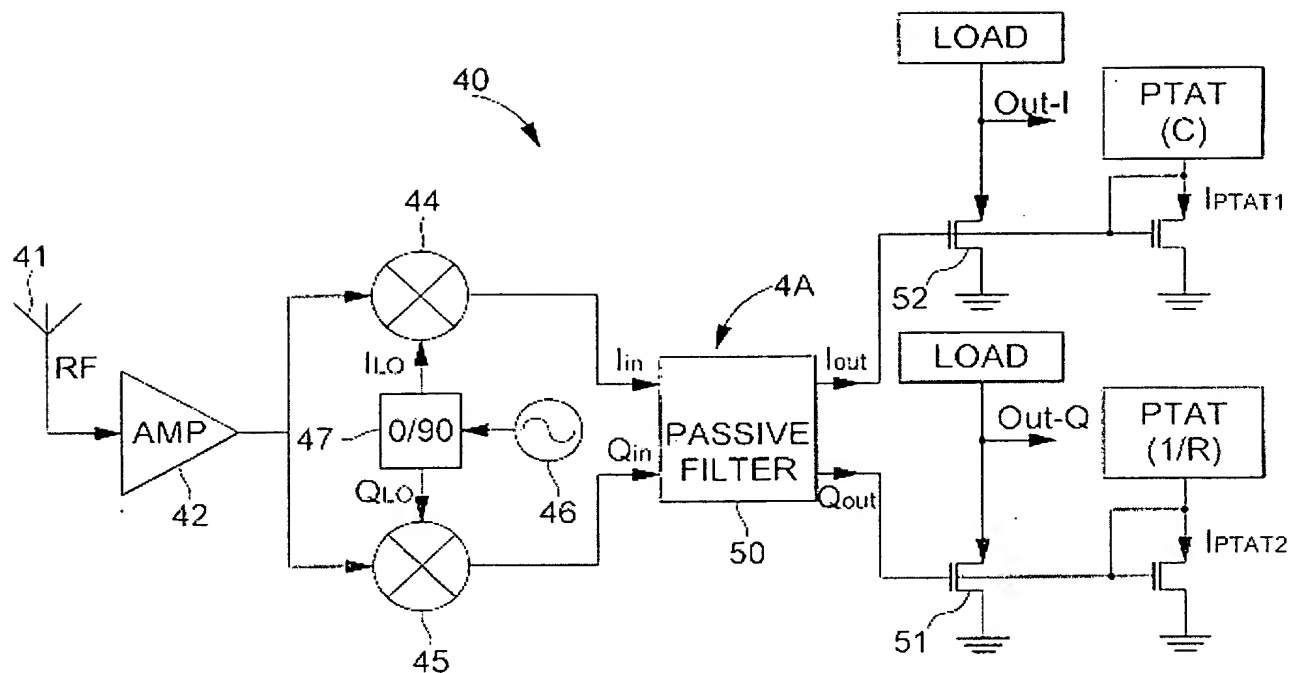 LOAD
40
Out-I
PTAT
(C)
IPTAT1
44
41
52
4A
RF
ILO
Iin
Iout
LOAD
AMP
47
0/90
PASSIVE
FILTER
Out-Q
PTAT
(1/R)
Qin
42
QLO
46
Qout
50
IPTAT2
45
51